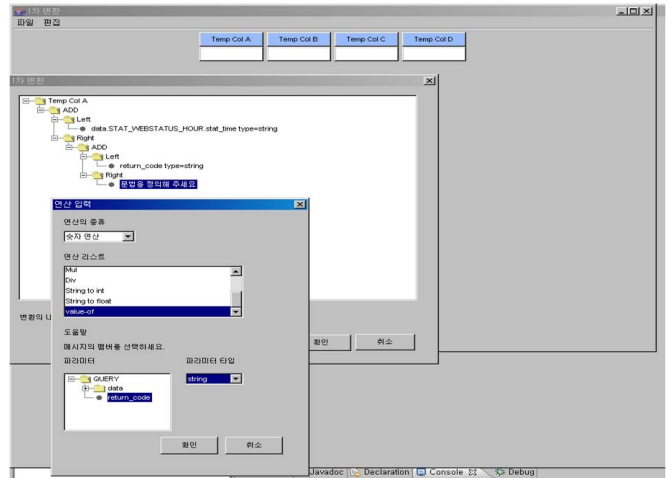 1차 변환
파일 편집
Temp Col A Temp Col B Temp Col C Temp Col D
1차 변환
Temp Col A
ADD
Left
data.STAT_WEBSTATUS_HOUR.stat_time type=string
Right
ADD
Left
return_code type=string
Right
문법을 정의해 주세요
연산 입력
연산의 종류
숫자 연산
연산 리스트
Mul
Div
String to int
String to float
value-of
변환의 내
도움말
메시지의 멤버를 선택하세요.
확인 취소
파라미터 파라미터 타입
QUERY
string
data
return_code
확인 취소
Javadoc Declaration Console Debug